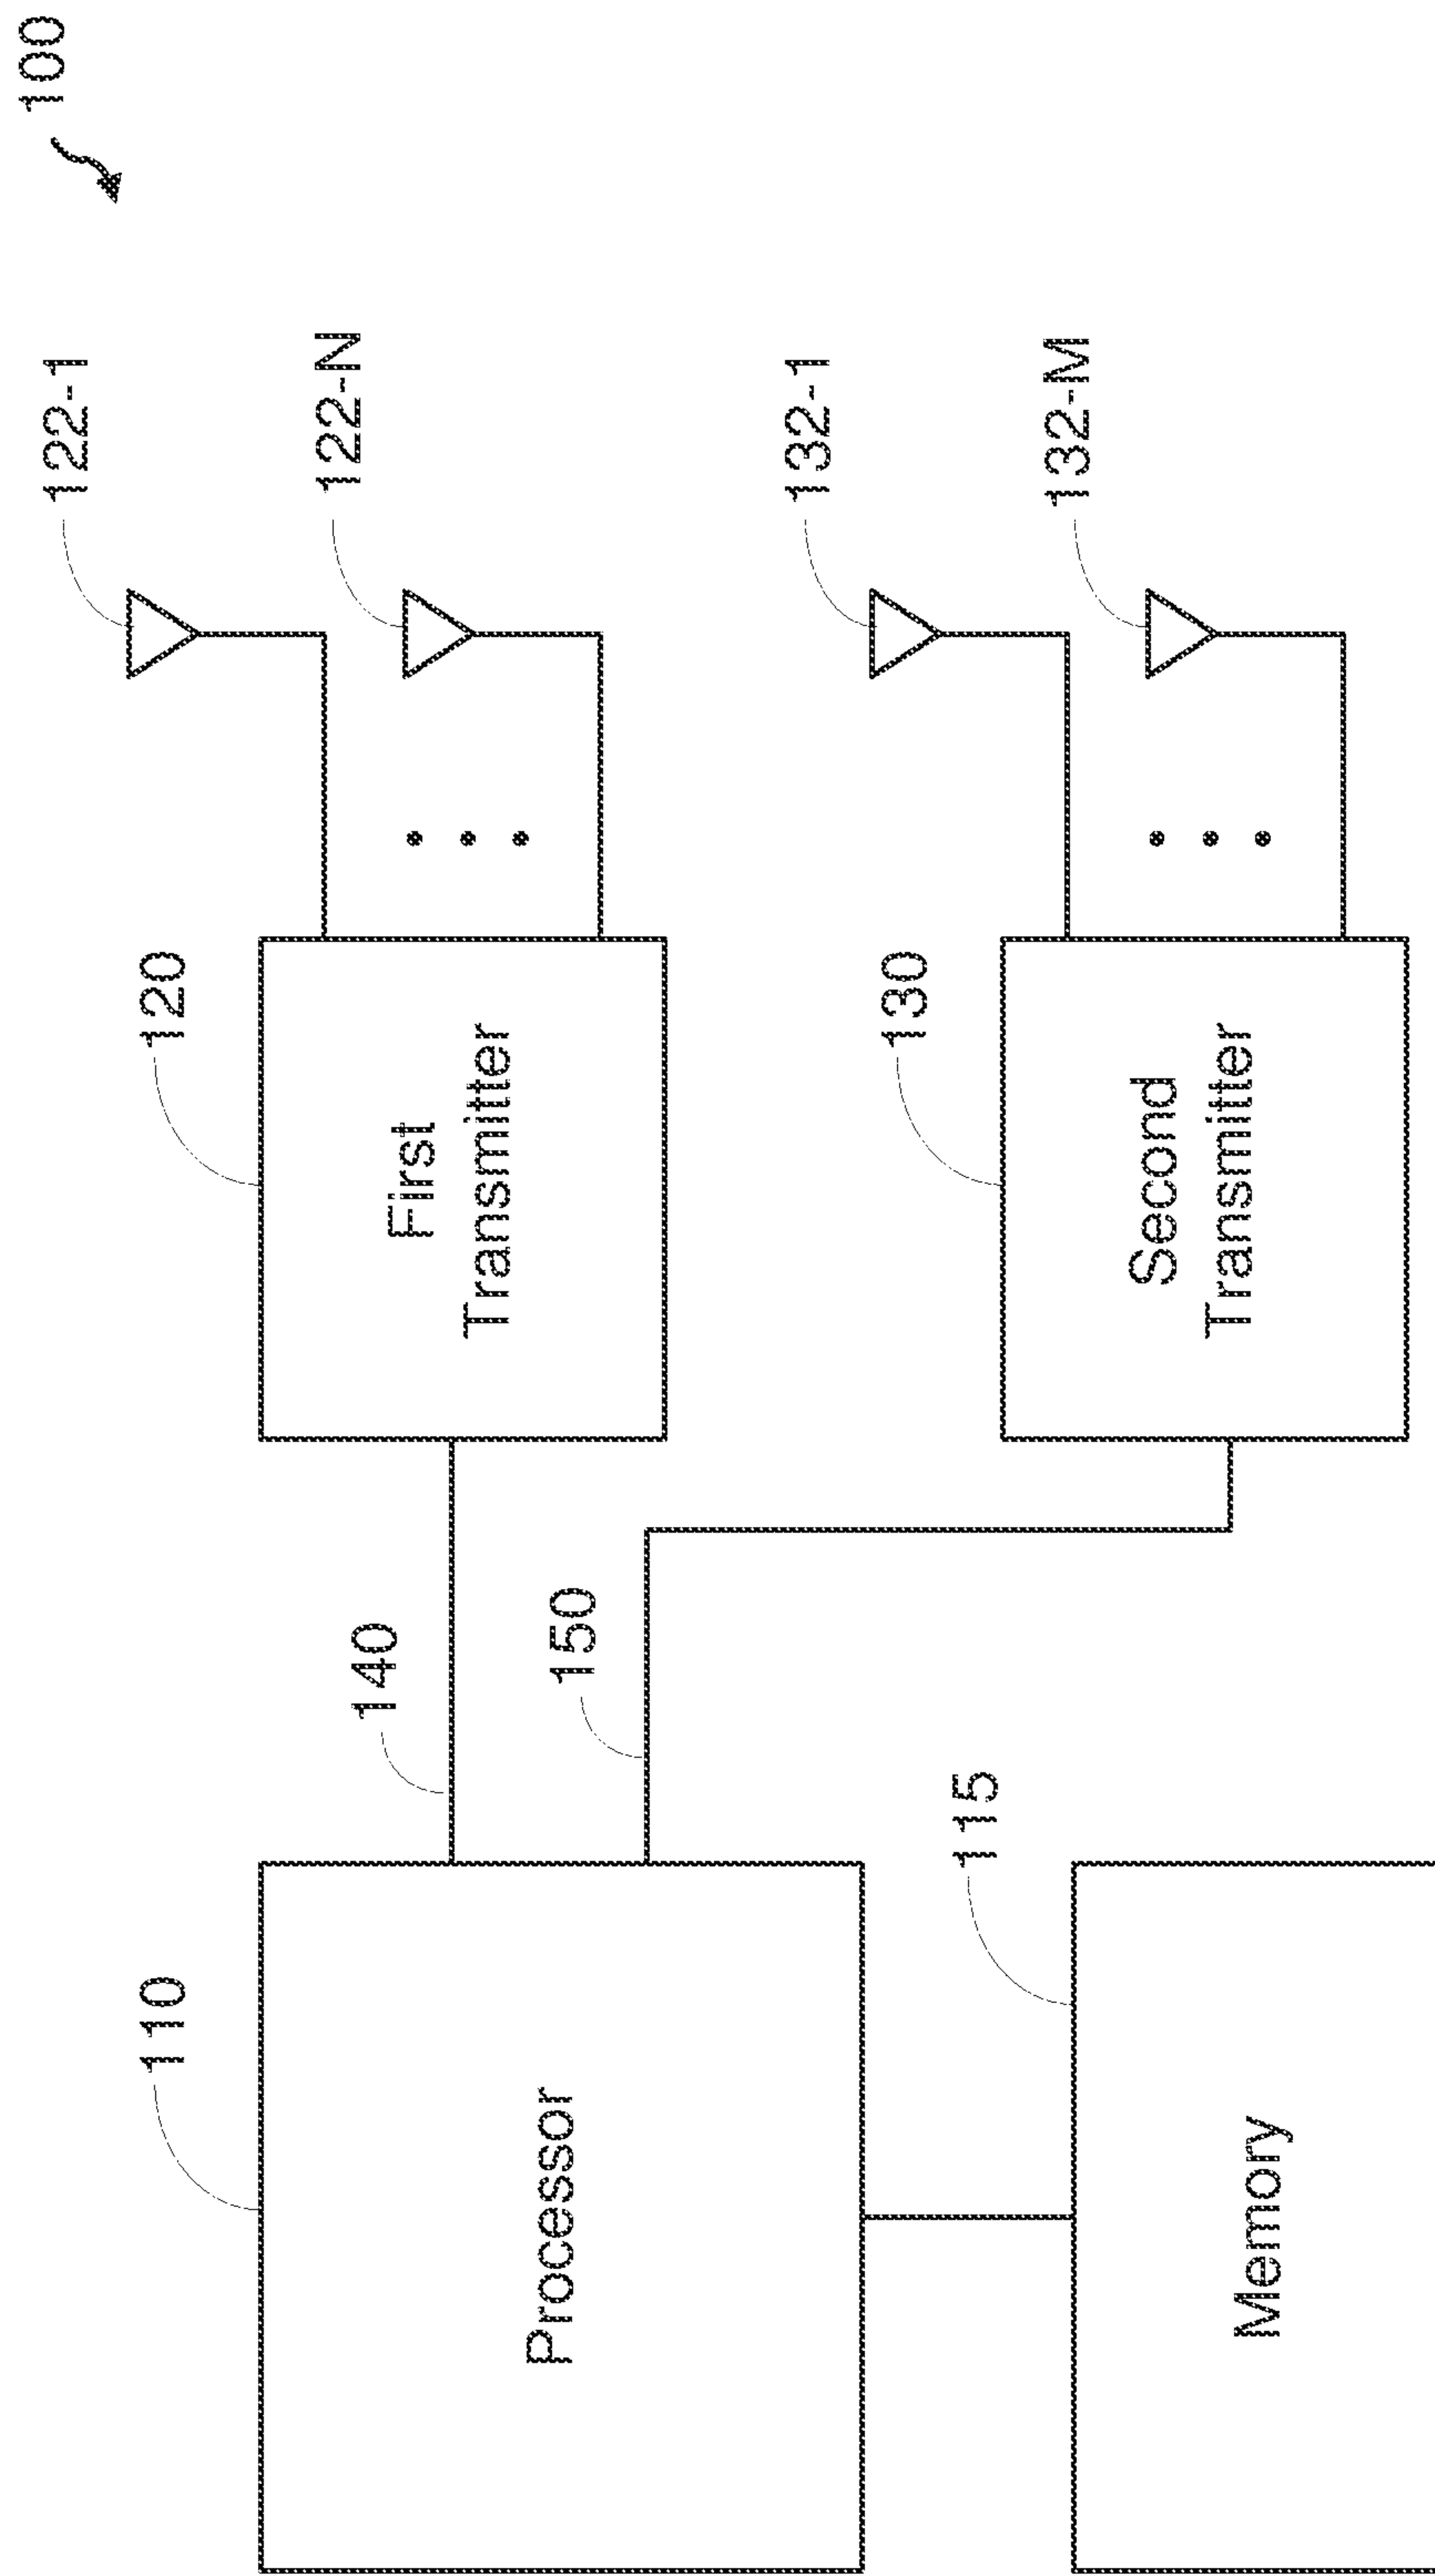 100
122-1
122-N
132-1
132-M
120
First
Transmitter
130
Second
Transmitter
140
150
110
Processor
115
Memory